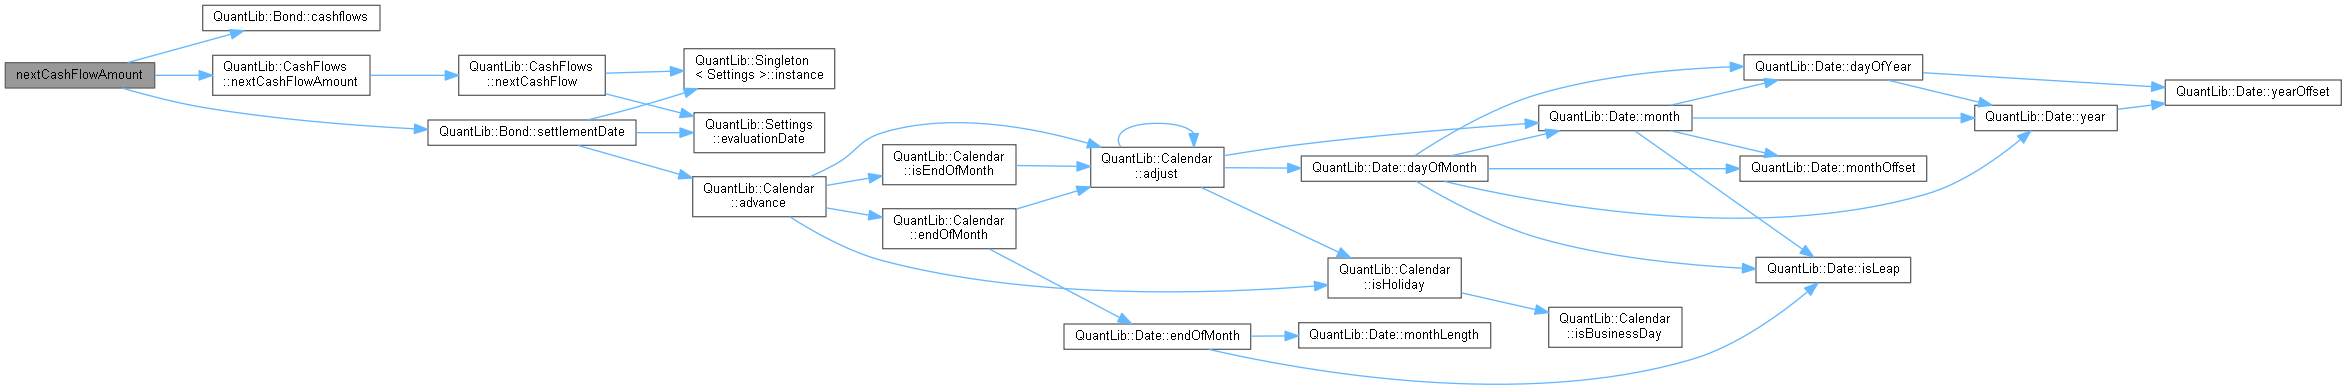 nextCashFlowAmount
QuantLib::Bond::cashflows
QuantLib::CashFlows
::nextCashFlowAmount
QuantLib::CashFlows
::nextCashFlow
QuantLib::Singleton
< Settings >::instance
QuantLib::Settings
::evaluationDate
QuantLib::Bond::settlementDate
QuantLib::Calendar
::advance
QuantLib::Calendar
::isEndOfMonth
QuantLib::Calendar
::endOfMonth
QuantLib::Calendar
::adjust
QuantLib::Date::endOfMonth
QuantLib::Date::dayOfMonth
QuantLib::Calendar
::isHoliday
QuantLib::Date::monthLength
QuantLib::Date::month
QuantLib::Calendar
::isBusinessDay
QuantLib::Date::dayOfYear
QuantLib::Date::monthOffset
QuantLib::Date::isLeap
QuantLib::Date::year
QuantLib::Date::yearOffset